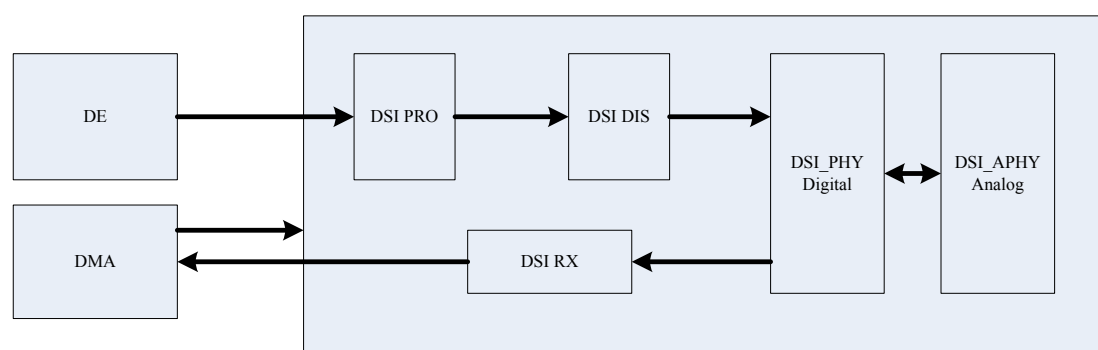 DE
DSI PRO
DSI DIS
DSI_PHY
Digital
DSI_APHY
Analog
DMA
DSI RX